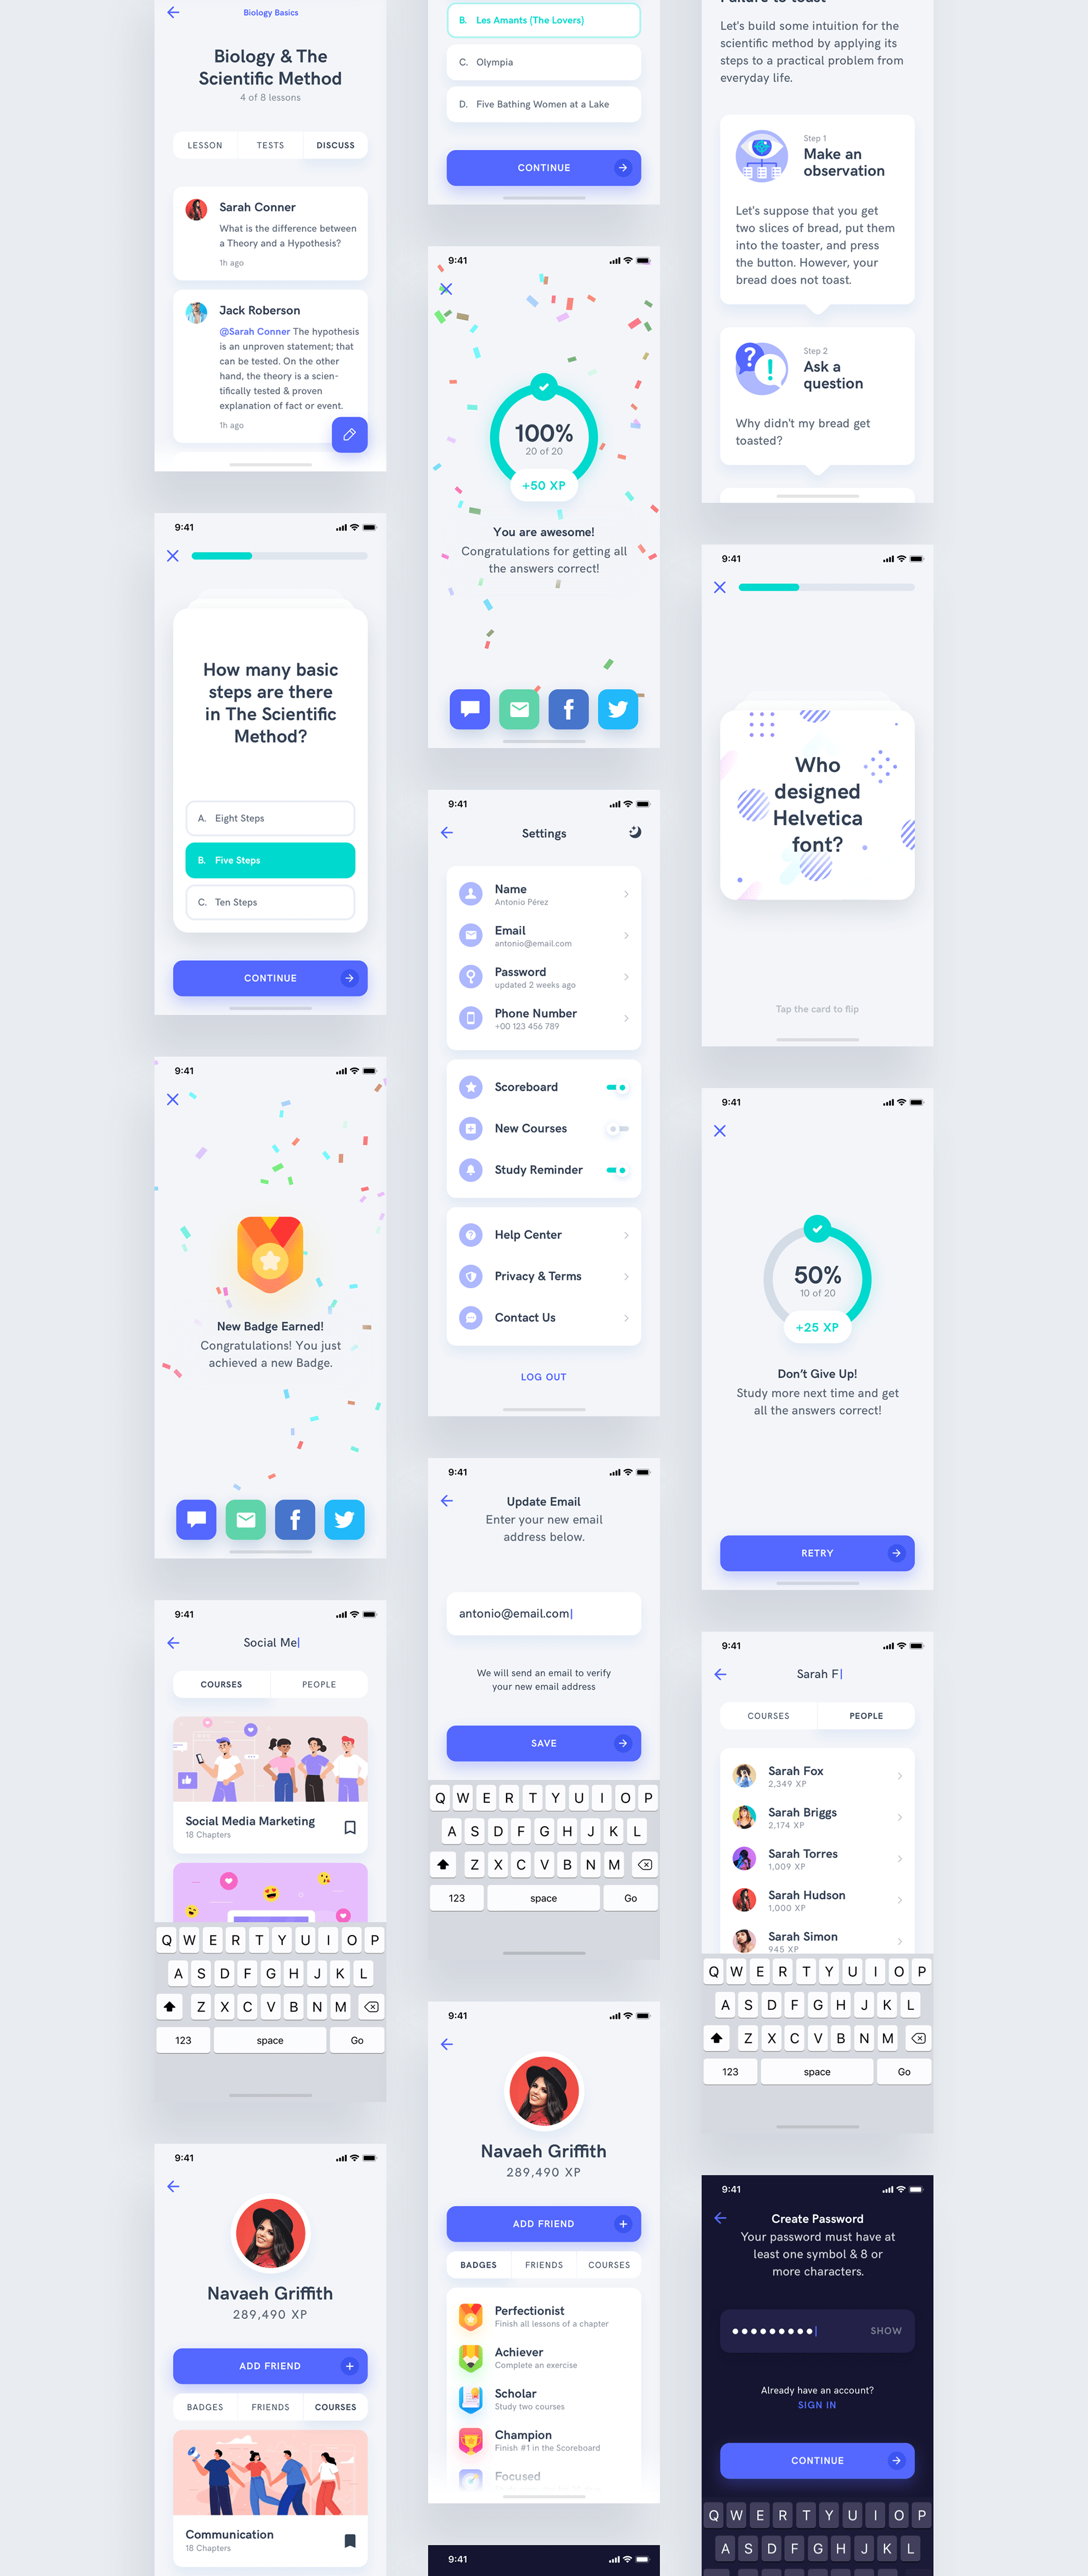 Biology Basics
Biology & The
Scientific Method
4 of 8 lessons
LESSON
TESTS
DISCUSS
Sarah Conner
What is the difference between
a Theory and a Hypothesis?
1h ago
Jack Roberson
@Sarah Conner The hypothesis
is an unproven statement; that
can be tested. On the other
hand, the theory is a scien-
tifically tested & proven
explanation of fact or event.
1h ago
9:41
How many basic
steps are there
in The Scientific
Method?
A. Eight Steps
B. Five Steps
C. Ten Steps
CONTINUE
9:41
New Badge Earned!
Congratulations! You just
achieved a new Badge.
9:41
Social Me
COURSES
PEOPLE
Social Media Marketing
18 Chapters
Q W E R T Y U I O P
A S D F G H J K L
Z X C V B N M
123 space Go
9:41
Navaeh Griffith
289,490 XP
ADD FRIEND
BADGES
FRIENDS
COURSES
Communication
18 Chapters
B. Les Amants (The Lovers)
C. Olympia
D. Five Bathing Women at a Lake
CONTINUE
9:41
100%
20 of 20
+50 XP
You are awesome!
Congratulations for getting all
the answers correct!
9:41
Settings
Name
Antonio Pérez
Email
antonio@email.com
Password
updated 2 weeks ago
Phone Number
+00 123 456 789
Scoreboard
New Courses
Study Reminder
Help Center
Privacy & Terms
Contact Us
LOG OUT
9:41
Update Email
Enter your new email
address below.
antonio@email.com
We will send an email to verify
your new email address
SAVE
Q W E R T Y U I O P
A S D F G H J K L
Z X C V B N M
123 space Go
9:41
Navaeh Griffith
289,490 XP
ADD FRIEND
BADGES
FRIENDS
COURSES
Perfectionist
Finish all lessons of a chapter
Achiever
Complete an exercise
Scholar
Study two courses
Champion
Finish #1 in the Scoreboard
Focused
9:41
Let's build some intuition for the
scientific method by applying its
steps to a practical problem from
everyday life.
Step 1
Make an
observation
Let's suppose that you get
two slices of bread, put them
into the toaster, and press
the button. However, your
bread does not toast.
Step 2
Ask a
question
Why didn't my bread get
toasted?
9:41
Who
designed
Helvetica
font?
Tap the card to flip
9:41
50%
10 of 20
+25 XP
Don't Give Up!
Study more next time and get
all the answers correct!
RETRY
9:41
Sarah F
COURSES
PEOPLE
Sarah Fox
2,349 XP
Sarah Briggs
2,174 XP
Sarah Torres
1,009 XP
Sarah Hudson
1,000 XP
Sarah Simon
945 XP
Q W E R T Y U I O P
A S D F G H J K L
Z X C V B N M
123 space Go
9:41
Create Password
Your password must have at
least one symbol & 8 or
more characters.
SHOW
Already have an account?
SIGN IN
CONTINUE
Q W E R T Y U I O P
A S D F G H J K L